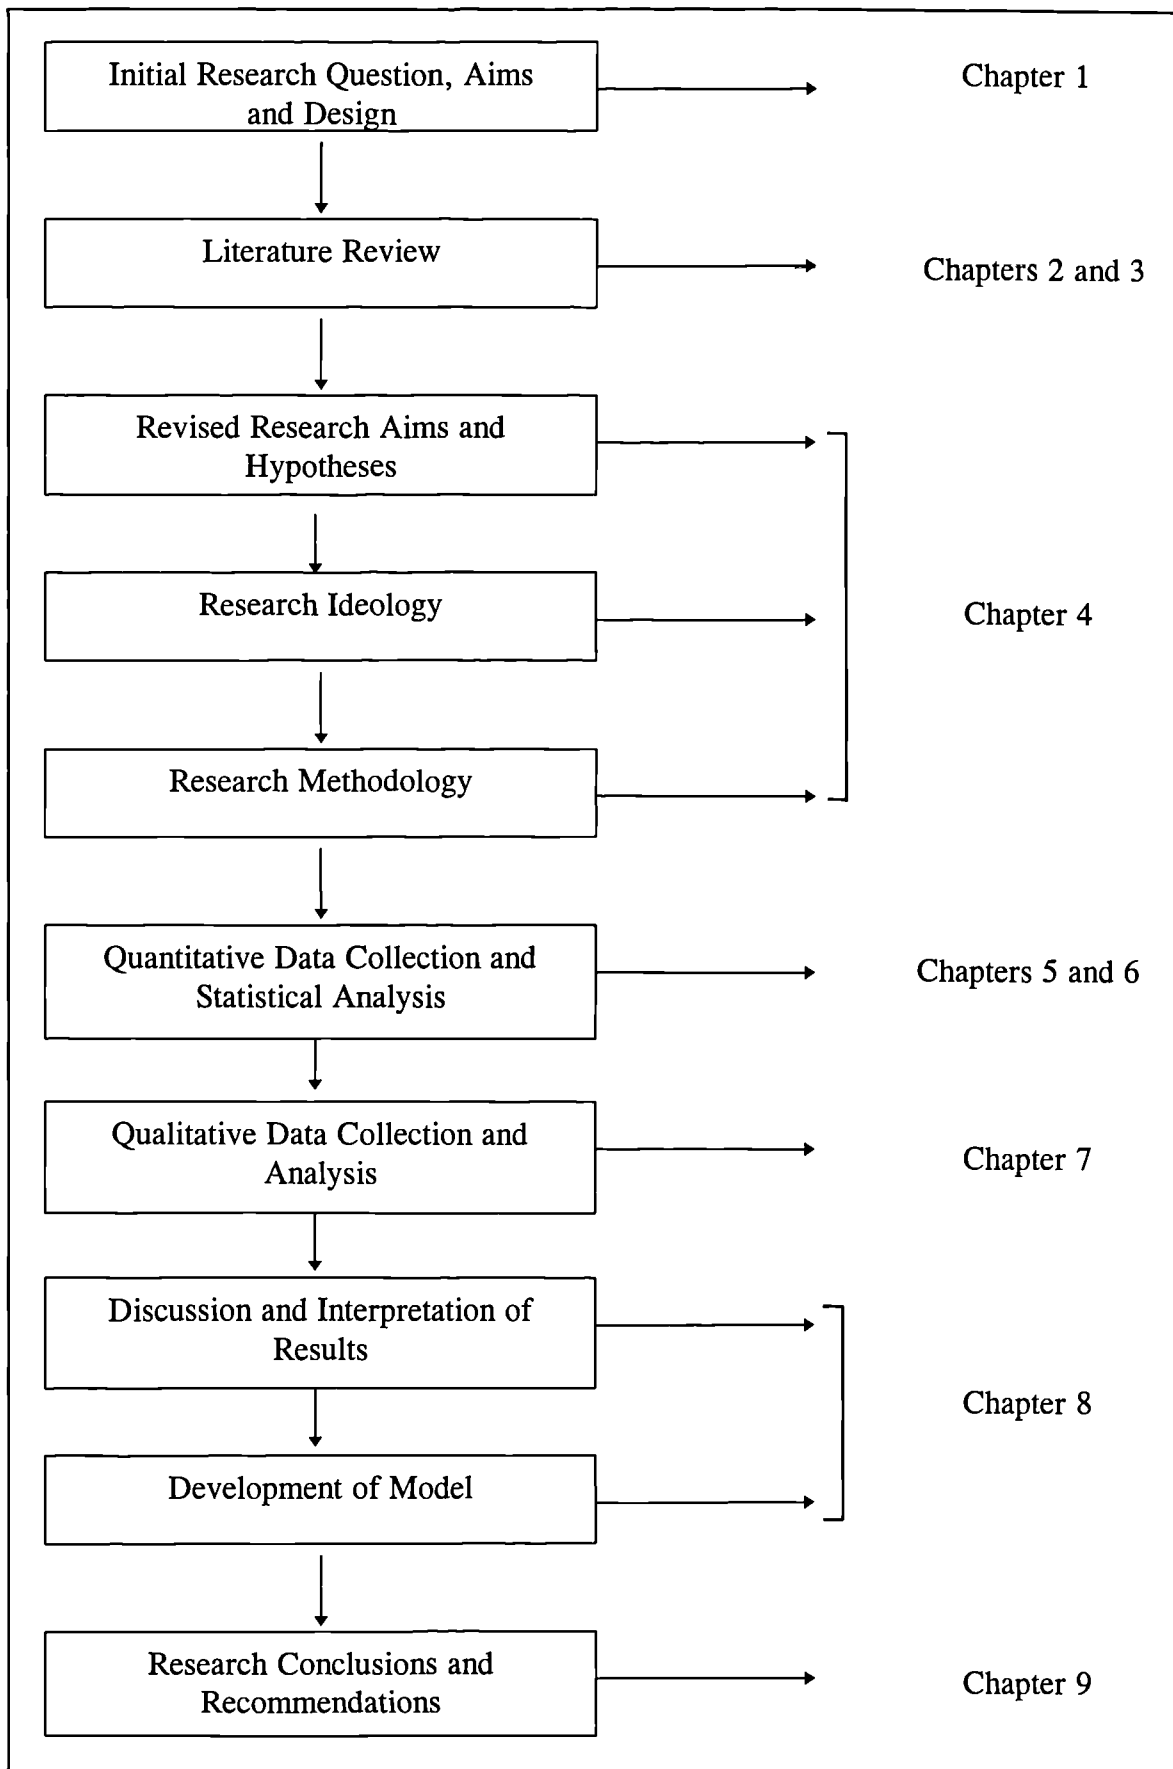 Initial Research Question, Aims
and Design
Chapter 1
Literature Review
Chapters 2 and 3
Revised Research Aims and
Hypotheses
Research Ideology
Chapter 4
Research Methodology
Quantitative Data Collection and
Statistical Analysis
Chapters 5 and 6
Qualitative Data Collection and
Analysis
Chapter 7
Discussion and Interpretation of
Results
Chapter 8
Development of Model
Research Conclusions and
Recommendations
Chapter 9